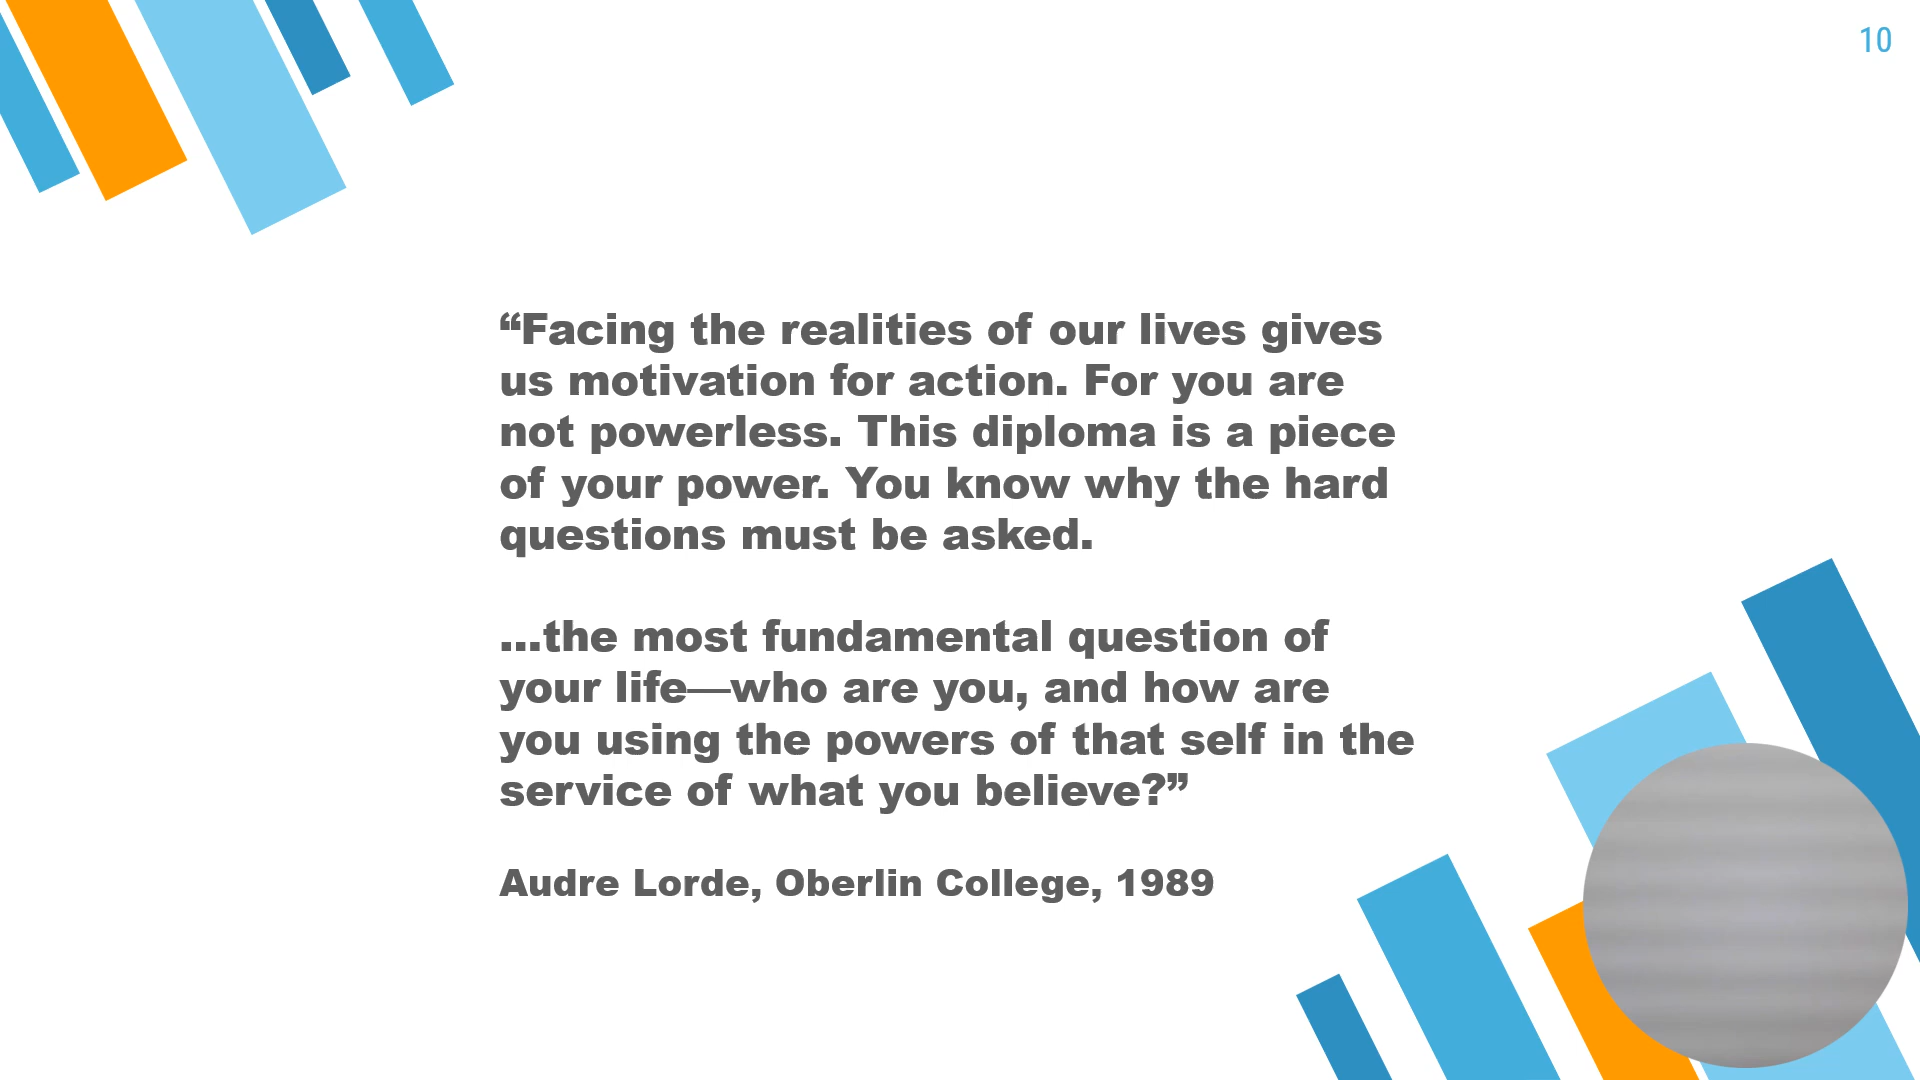 10
“Facing the realities of our lives gives
us motivation for action. For you are
not powerless. This diploma is a piece
of your power. You know why the hard
questions must be asked.
...the most fundamental question of
your life—who are you, and how are
you using the powers of that self in the
service of what you believe?”
Audre Lorde, Oberlin College, 1989